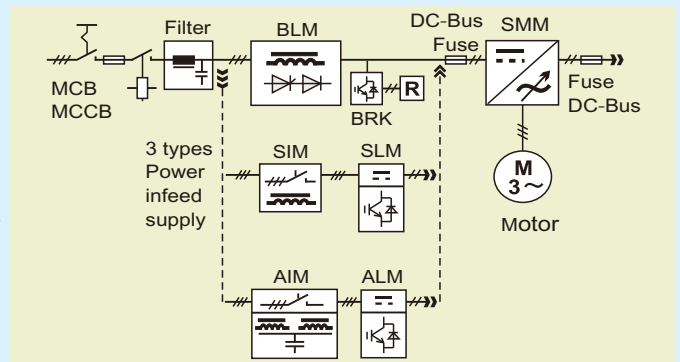 Filter
BLM
DC-Bus
Fuse
SMM
MCB
MCCB
R
BRK
Fuse
DC-Bus
3 types
Power
infeed
supply
SIM
SLM
M
3~
Motor
AIM
ALM